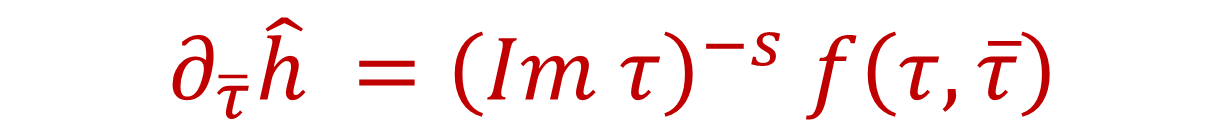 ∂_τ̄ ĥ = (Im τ)^{−s} f(τ, τ̄)